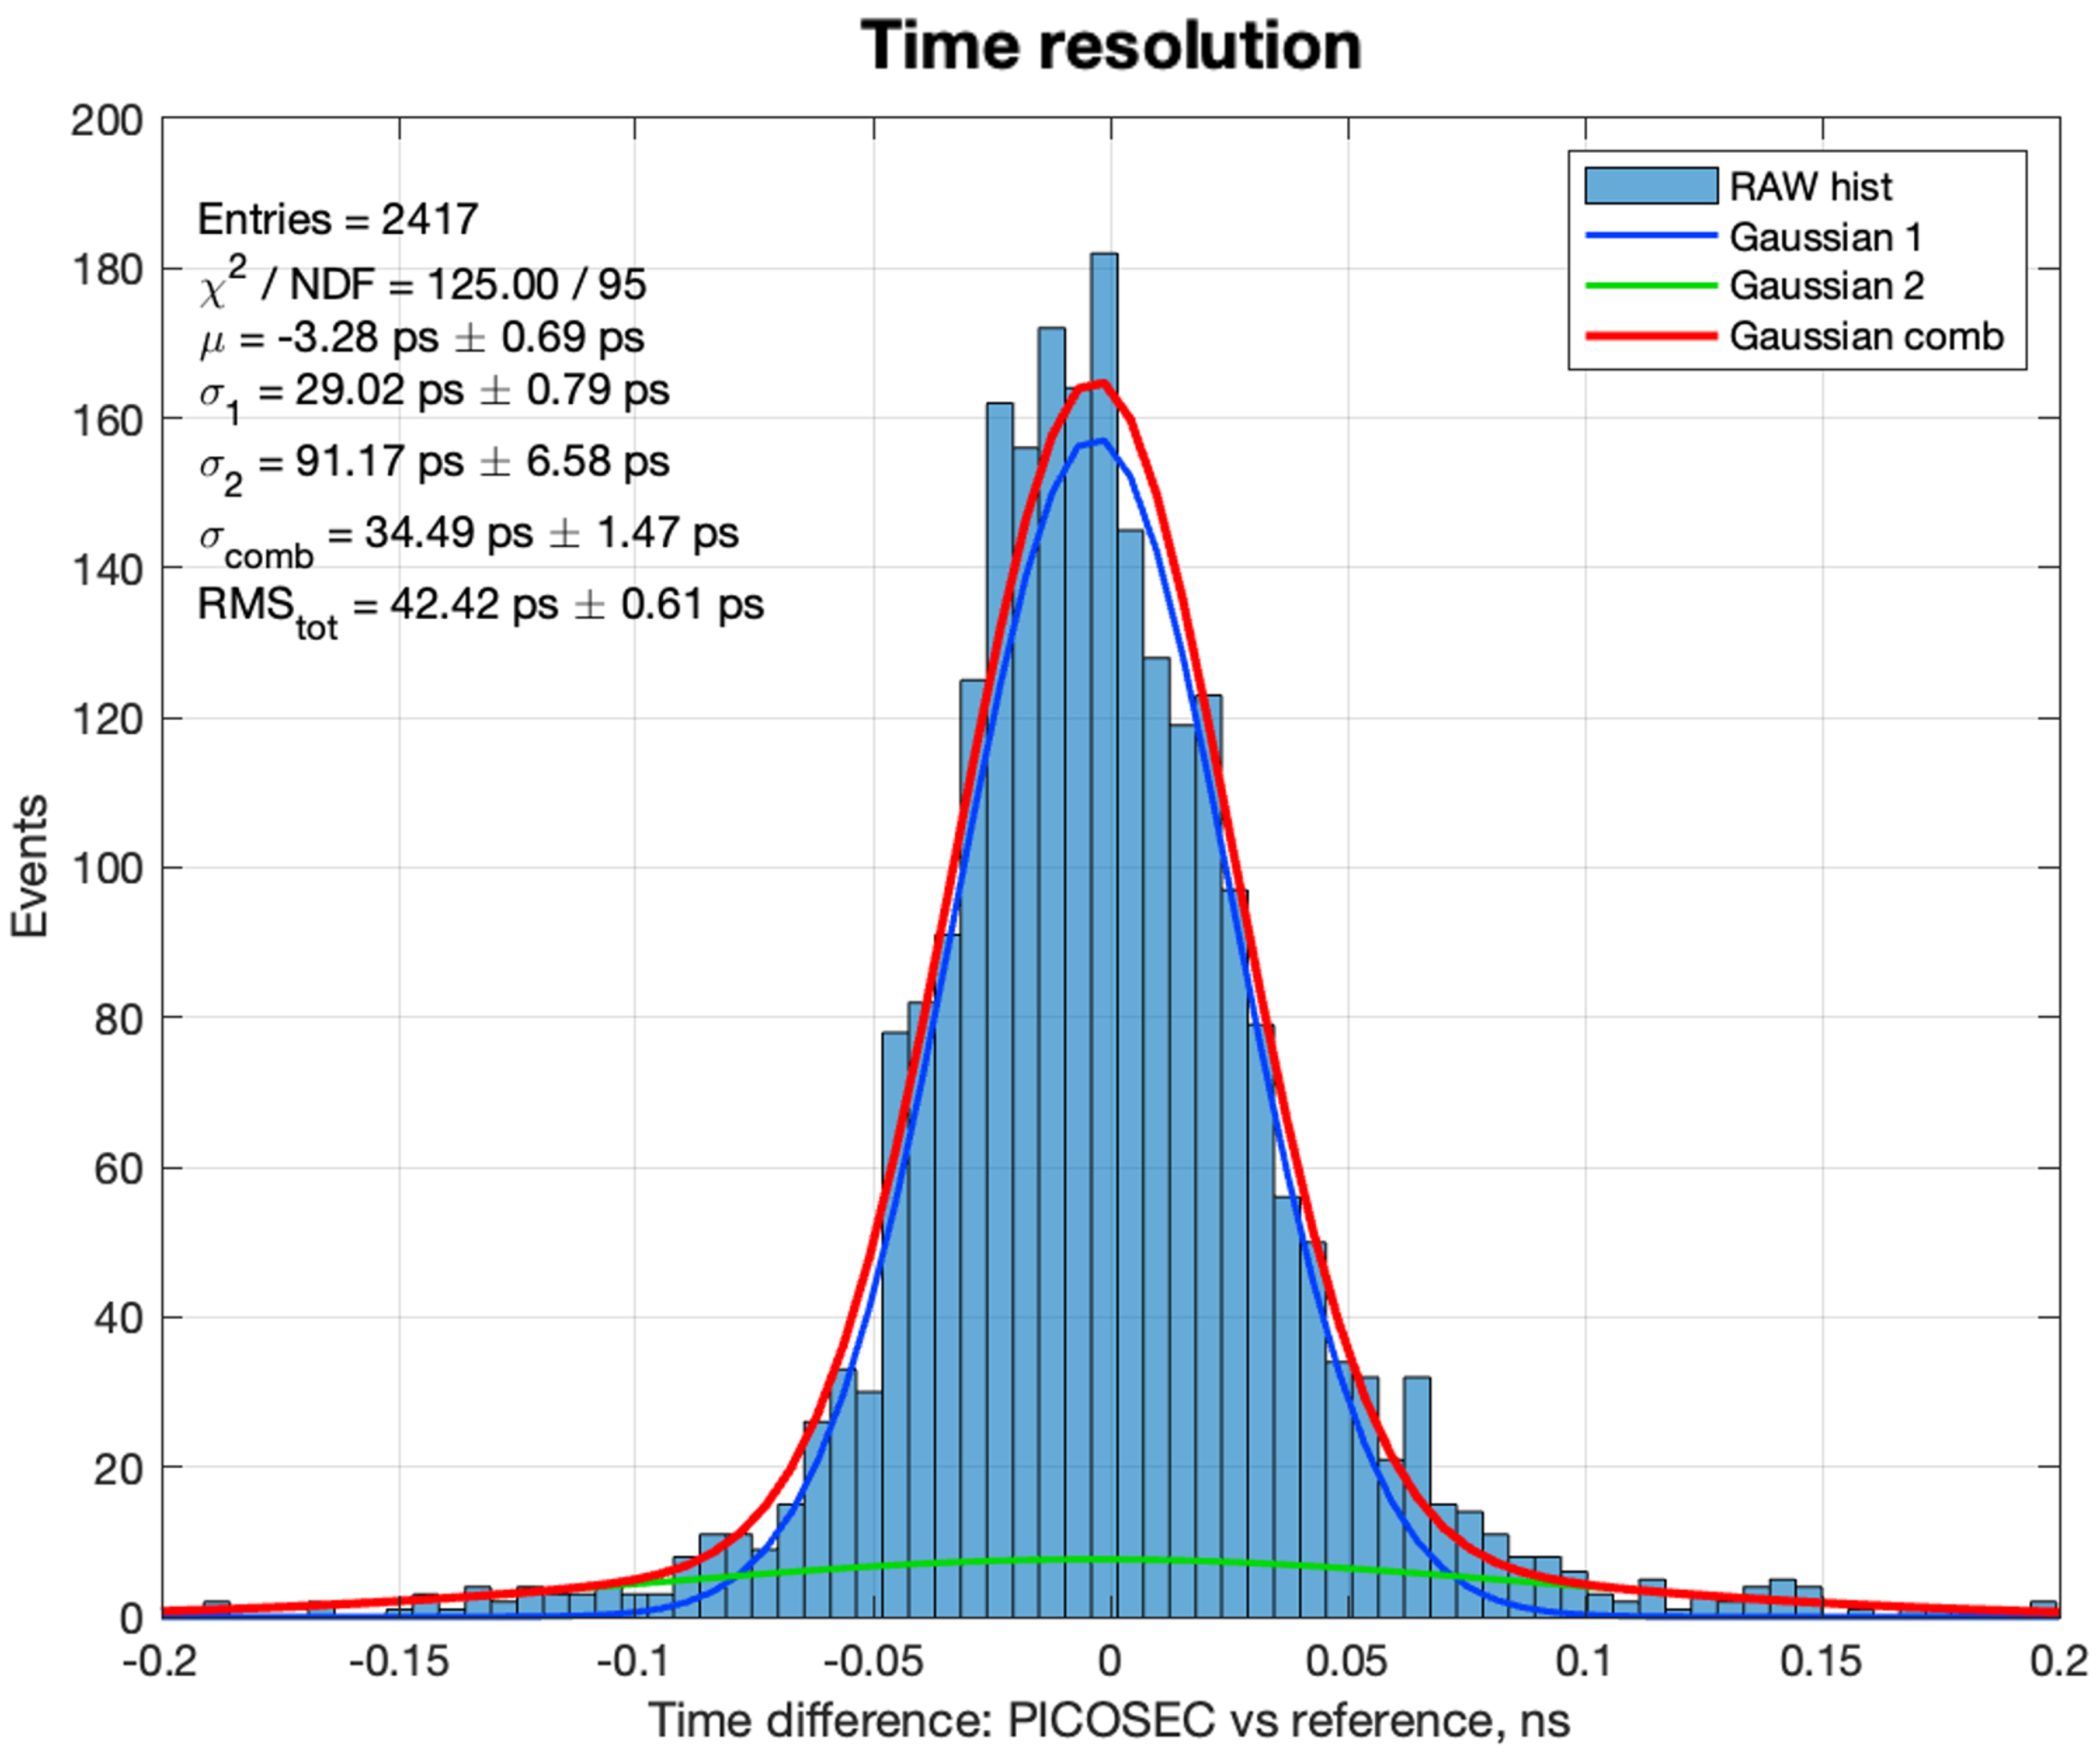 Time resolution
200
180
160
140
120
100
80
60
40
20
0
Events
Entries = 2417
χ² / NDF = 125.00 / 95
μ = -3.28 ps ± 0.69 ps
σ₁ = 29.02 ps ± 0.79 ps
σ₂ = 91.17 ps ± 6.58 ps
σcomb = 34.49 ps ± 1.47 ps
RMStot = 42.42 ps ± 0.61 ps
RAW hist
Gaussian 1
Gaussian 2
Gaussian comb
-0.2 -0.15 -0.1 -0.05 0 0.05 0.1 0.15 0.2
Time difference: PICOSEC vs reference, ns